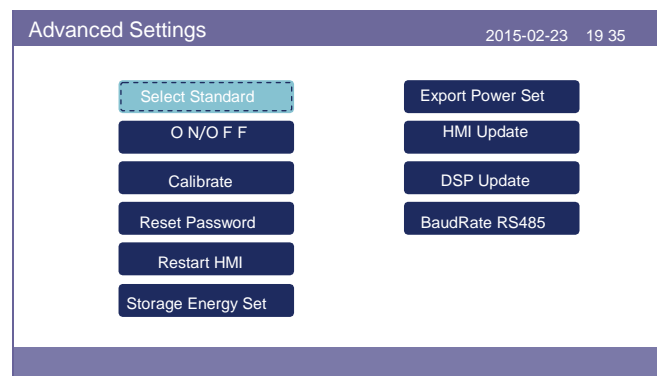 Advanced Settings 2015-02-23 19 35
Select Standard
O N/O F F
Calibrate
Reset Password
Restart HMI
Storage Energy Set
Export Power Set
HMI Update
DSP Update
BaudRate RS485